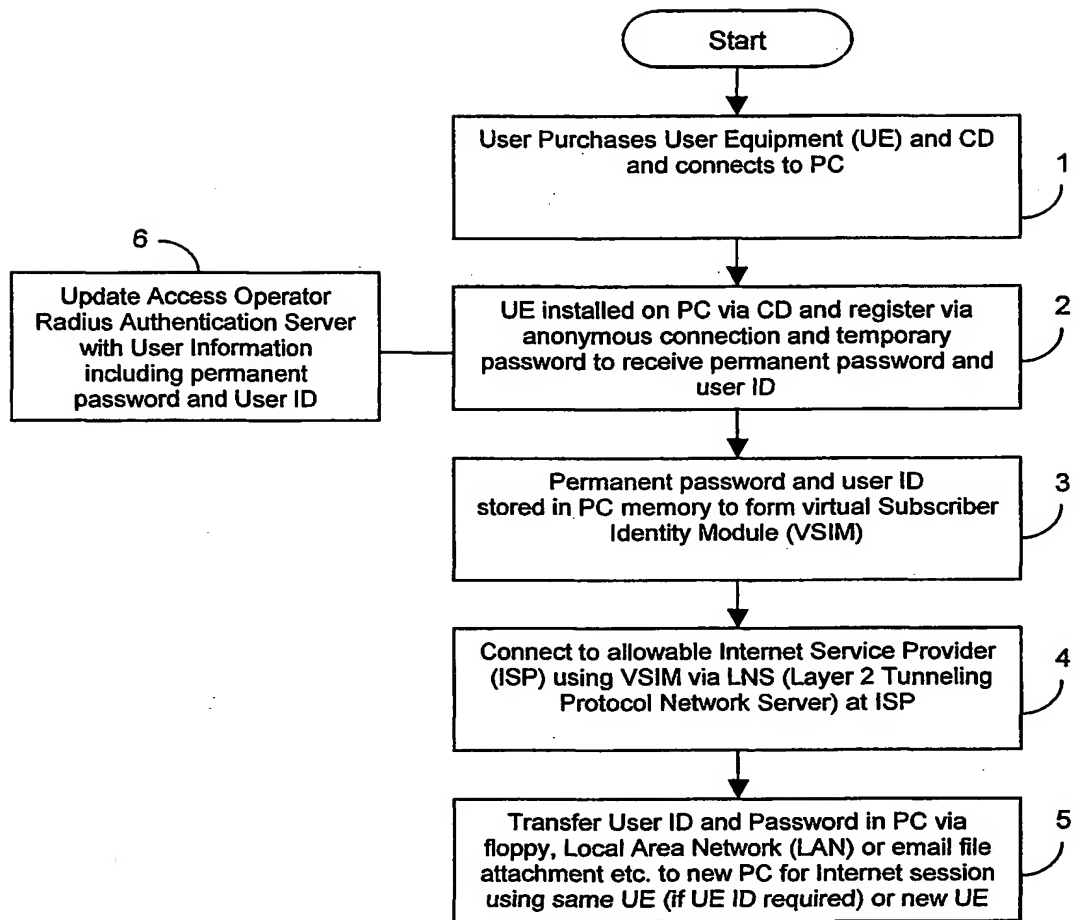 Start
User Purchases User Equipment (UE) and CD
and connects to PC
1
6
Update Access Operator
Radius Authentication Server
with User Information
including permanent
password and User ID
UE installed on PC via CD and register via
anonymous connection and temporary
password to receive permanent password and
user ID
2
Permanent password and user ID
stored in PC memory to form virtual Subscriber
Identity Module (VSIM)
3
Connect to allowable Internet Service Provider
(ISP) using VSIM via LNS (Layer 2 Tunneling
Protocol Network Server) at ISP
4
Transfer User ID and Password in PC via
floppy, Local Area Network (LAN) or email file
attachment etc. to new PC for Internet session
using same UE (if UE ID required) or new UE
5